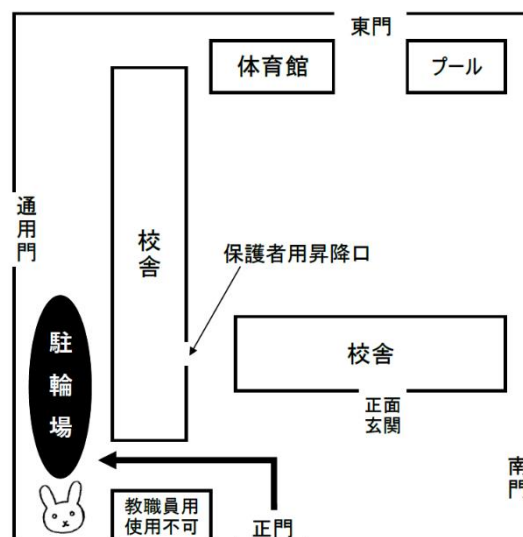 東門
体育館
プール
通用門
校舎
保護者用昇降口
校舎
駐輪場
正面
玄関
南門
教職員用
使用不可
正門